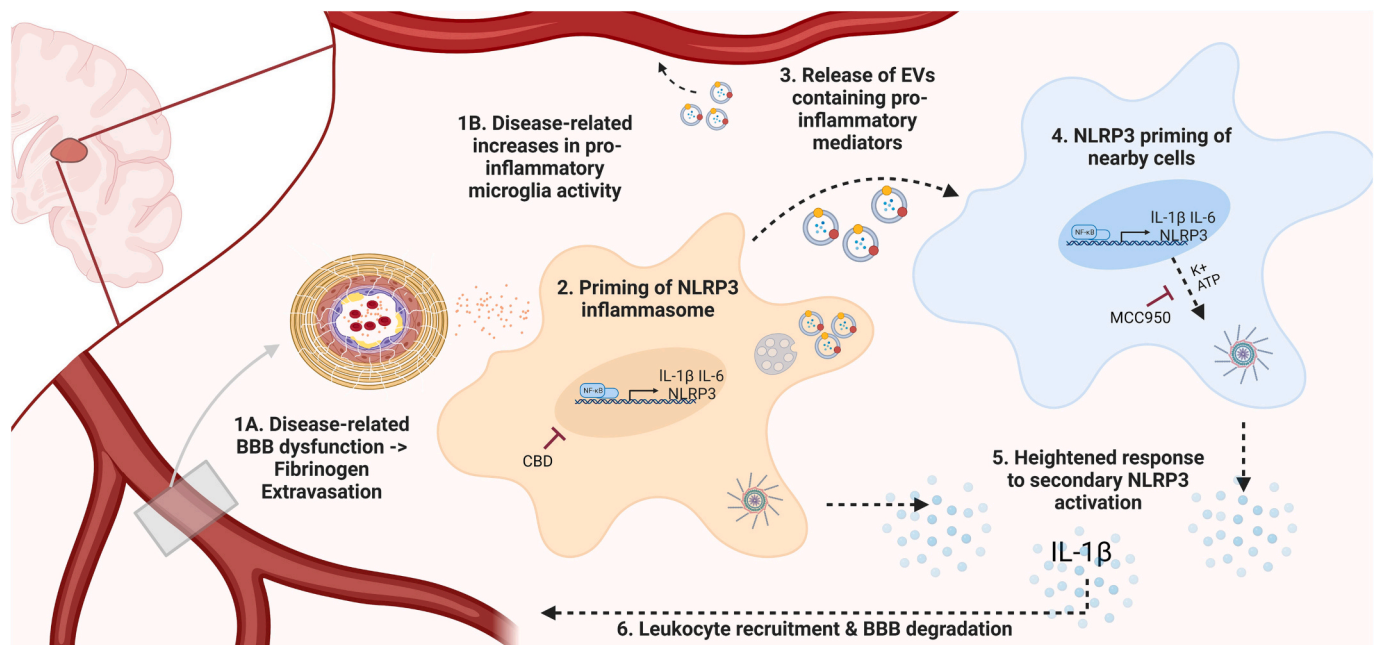 1A. Disease-related
BBB dysfunction ->
Fibrinogen
Extravasation
1B. Disease-related
increases in pro-
inflammatory
microglia activity
2. Priming of NLRP3
inflammasome
NF-κB
IL-1β IL-6
NLRP3
CBD
3. Release of EVs
containing pro-
inflammatory
mediators
4. NLRP3 priming of
nearby cells
NF-κB
IL-1β IL-6
NLRP3
K+
ATP
MCC950
5. Heightened response
to secondary NLRP3
activation
IL-1β
6. Leukocyte recruitment & BBB degradation